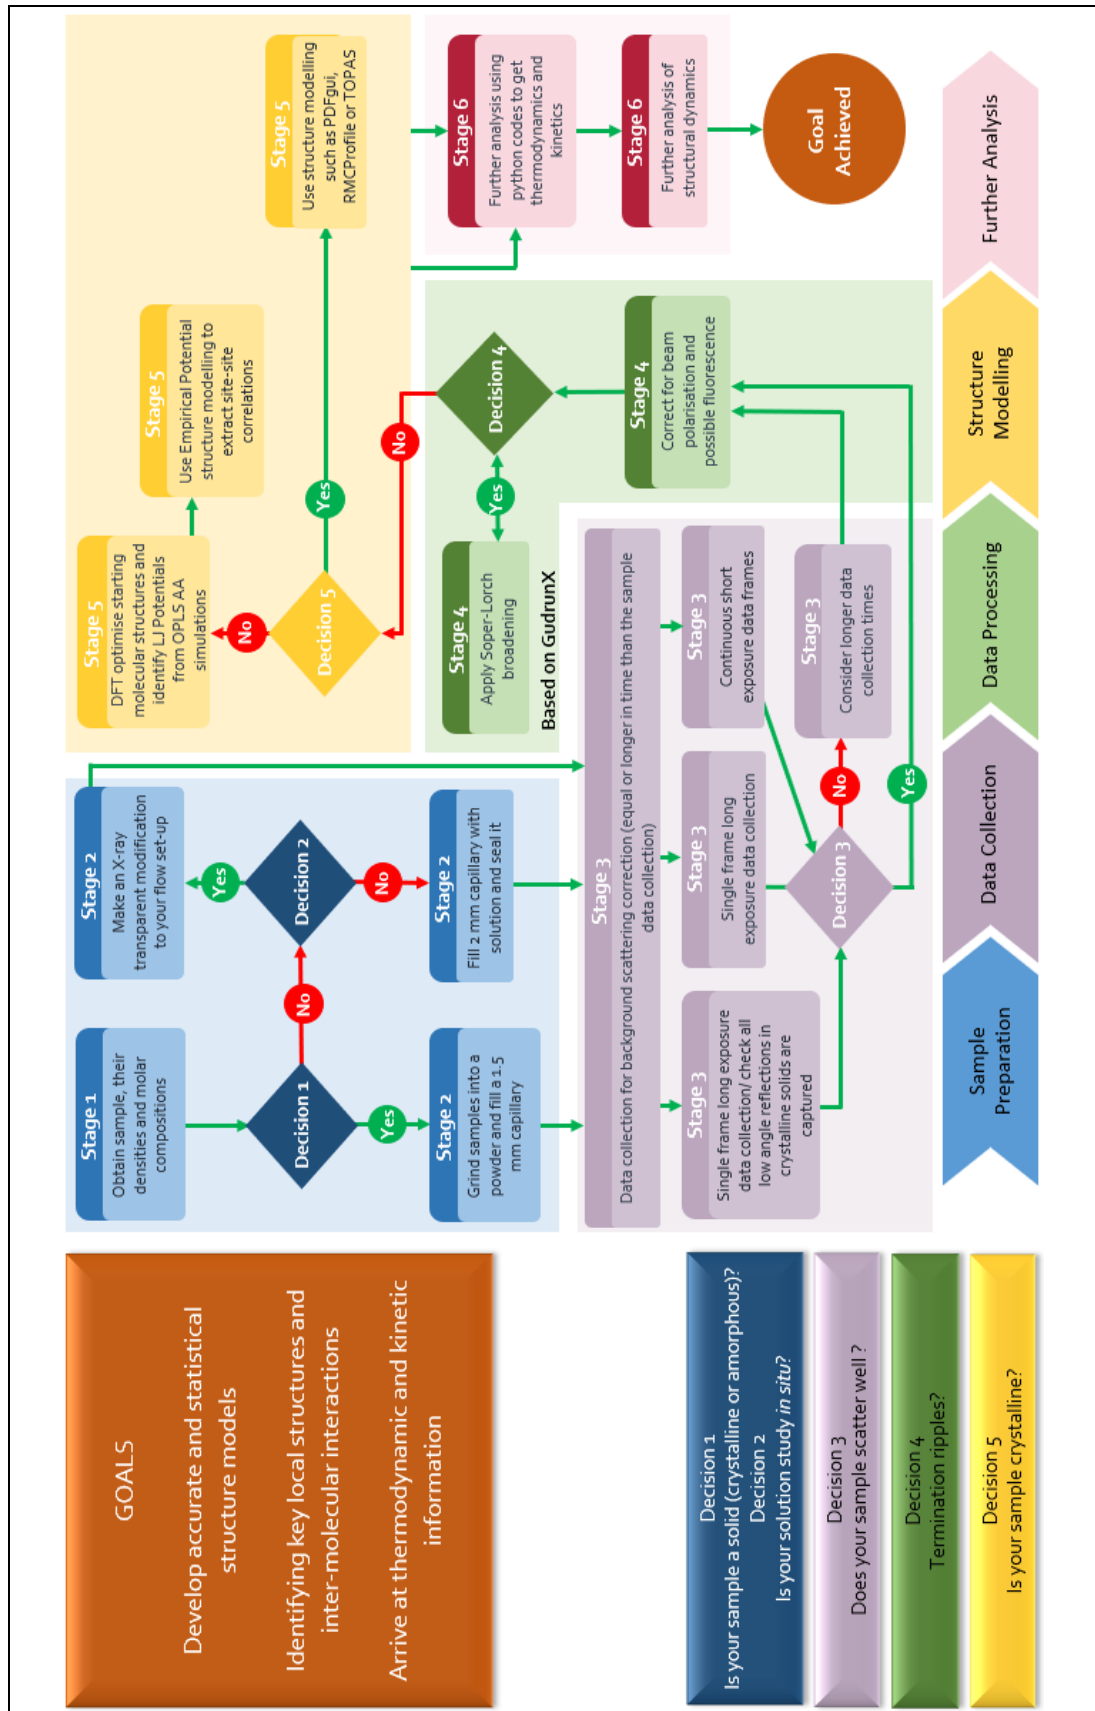 GOALS
Develop accurate and statistical
structure models
Identifying key local structures and
inter-molecular interactions
Arrive at thermodynamic and kinetic
information
Decision 1
Is your sample a solid (crystalline or amorphous)?
Decision 2
Is your solution study in situ?
Decision 3
Does your sample scatter well ?
Decision 4
Termination ripples?
Decision 5
Is your sample crystalline?
Stage 1
Obtain sample, their
densities and molar
compositions
Decision 1
No
Yes
Stage 2
Grind samples into a
powder and fill a 1.5
mm capillary
Stage 2
Make an X-ray
transparent modification
to your flow set-up
Yes
Decision 2
No
Stage 2
Fill 2 mm capillary with
solution and seal it
Stage 3
Data collection for background scattering correction (equal or longer in time than the sample
data collection)
Stage 3
Single frame long exposure
data collection/ check all
low angle reflections in
crystalline solids are
captured
Stage 3
Single frame long
exposure data collection
Stage 3
Continuous short
exposure data frames
Decision 3
No
Stage 3
Consider longer data
collection times
Yes
Stage 4
Correct for beam
polarisation and
possible fluorescence
Decision 4
Yes
Stage 4
Apply Soper-Lorch
broadening
Based on GudrunX
No
Decision 5
No
Stage 5
DFT optimise starting
molecular structures and
identify LJ Potentials
from OPLS AA
simulations
Stage 5
Use Empirical Potential
structure modelling to
extract site-site
correlations
Yes
Stage 5
Use structure modelling
such as PDFgui,
RMCProfile or TOPAS
Stage 6
Further analysis using
python codes to get
thermodynamics and
kinetics
Stage 6
Further analysis of
structural dynamics
Goal
Achieved
Sample
Preparation
Data Collection
Data Processing
Structure
Modelling
Further Analysis